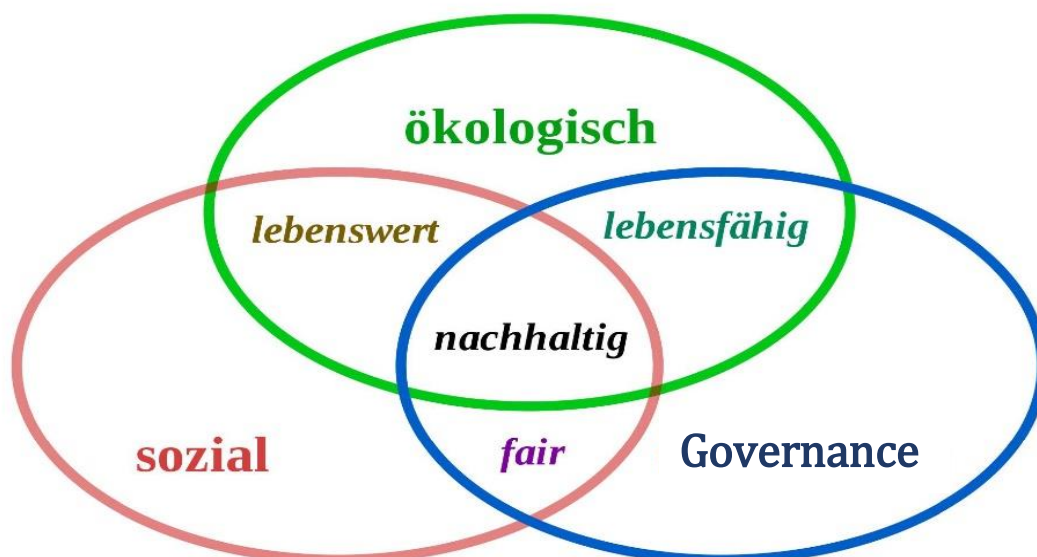 ökologisch
lebenswert
lebensfähig
nachhaltig
sozial
fair
Governance